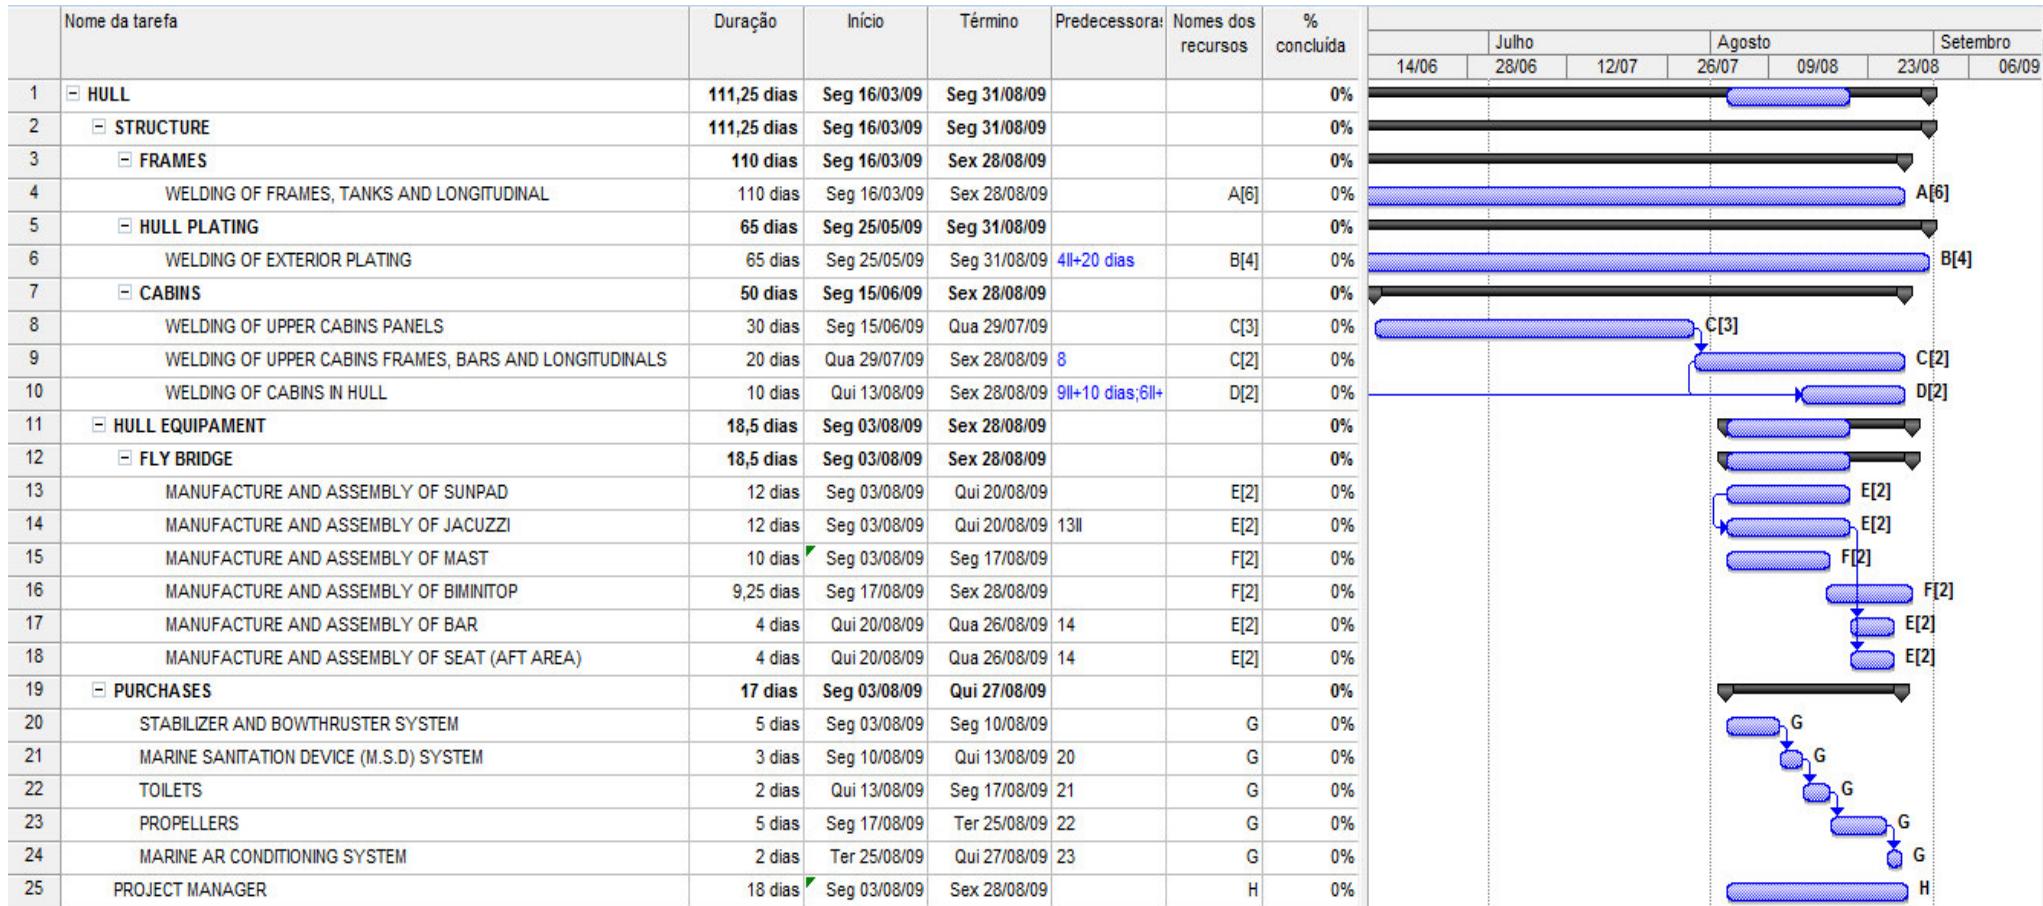 Nome da tarefa Duração Início Término Predecessora: Nomes dos recursos % concluída
Julho Agosto Setembro
14/06 28/06 12/07 26/07 09/08 23/08 06/09
1 HULL 111,25 dias Seg 16/03/09 Seg 31/08/09 0%
2 STRUCTURE 111,25 dias Seg 16/03/09 Seg 31/08/09 0%
3 FRAMES 110 dias Seg 16/03/09 Sex 28/08/09 0%
4 WELDING OF FRAMES, TANKS AND LONGITUDINAL 110 dias Seg 16/03/09 Sex 28/08/09 A[6] 0% A[6]
5 HULL PLATING 65 dias Seg 25/05/09 Seg 31/08/09 0%
6 WELDING OF EXTERIOR PLATING 65 dias Seg 25/05/09 Seg 31/08/09 4II+20 dias B[4] 0% B[4]
7 CABINS 50 dias Seg 15/06/09 Sex 28/08/09 0%
8 WELDING OF UPPER CABINS PANELS 30 dias Seg 15/06/09 Qua 29/07/09 C[3] 0% C[3]
9 WELDING OF UPPER CABINS FRAMES, BARS AND LONGITUDINALS 20 dias Qua 29/07/09 Sex 28/08/09 8 C[2] 0% C[2]
10 WELDING OF CABINS IN HULL 10 dias Qui 13/08/09 Sex 28/08/09 9II+10 dias;6II+ D[2] 0% D[2]
11 HULL EQUIPAMENT 18,5 dias Seg 03/08/09 Sex 28/08/09 0%
12 FLY BRIDGE 18,5 dias Seg 03/08/09 Sex 28/08/09 0%
13 MANUFACTURE AND ASSEMBLY OF SUNPAD 12 dias Seg 03/08/09 Qui 20/08/09 E[2] 0% E[2]
14 MANUFACTURE AND ASSEMBLY OF JACUZZI 12 dias Seg 03/08/09 Qui 20/08/09 13II E[2] 0% E[2]
15 MANUFACTURE AND ASSEMBLY OF MAST 10 dias Seg 03/08/09 Seg 17/08/09 F[2] 0% F[2]
16 MANUFACTURE AND ASSEMBLY OF BIMNITOP 9,25 dias Seg 17/08/09 Sex 28/08/09 F[2] 0% F[2]
17 MANUFACTURE AND ASSEMBLY OF BAR 4 dias Qui 20/08/09 Qua 26/08/09 14 E[2] 0% E[2]
18 MANUFACTURE AND ASSEMBLY OF SEAT (AFT AREA) 4 dias Qui 20/08/09 Qua 26/08/09 14 E[2] 0% E[2]
19 PURCHASES 17 dias Seg 03/08/09 Qui 27/08/09 0%
20 STABILIZER AND BOWTHRUSTER SYSTEM 5 dias Seg 03/08/09 Seg 10/08/09 G 0% G
21 MARINE SANITATION DEVICE (M.S.D) SYSTEM 3 dias Seg 10/08/09 Qui 13/08/09 20 G 0% G
22 TOILETS 2 dias Qui 13/08/09 Seg 17/08/09 21 G 0% G
23 PROPELLERS 5 dias Seg 17/08/09 Ter 25/08/09 22 G 0% G
24 MARINE AR CONDITIONING SYSTEM 2 dias Ter 25/08/09 Qui 27/08/09 23 G 0% G
25 PROJECT MANAGER 18 dias Seg 03/08/09 Sex 28/08/09 H 0% H